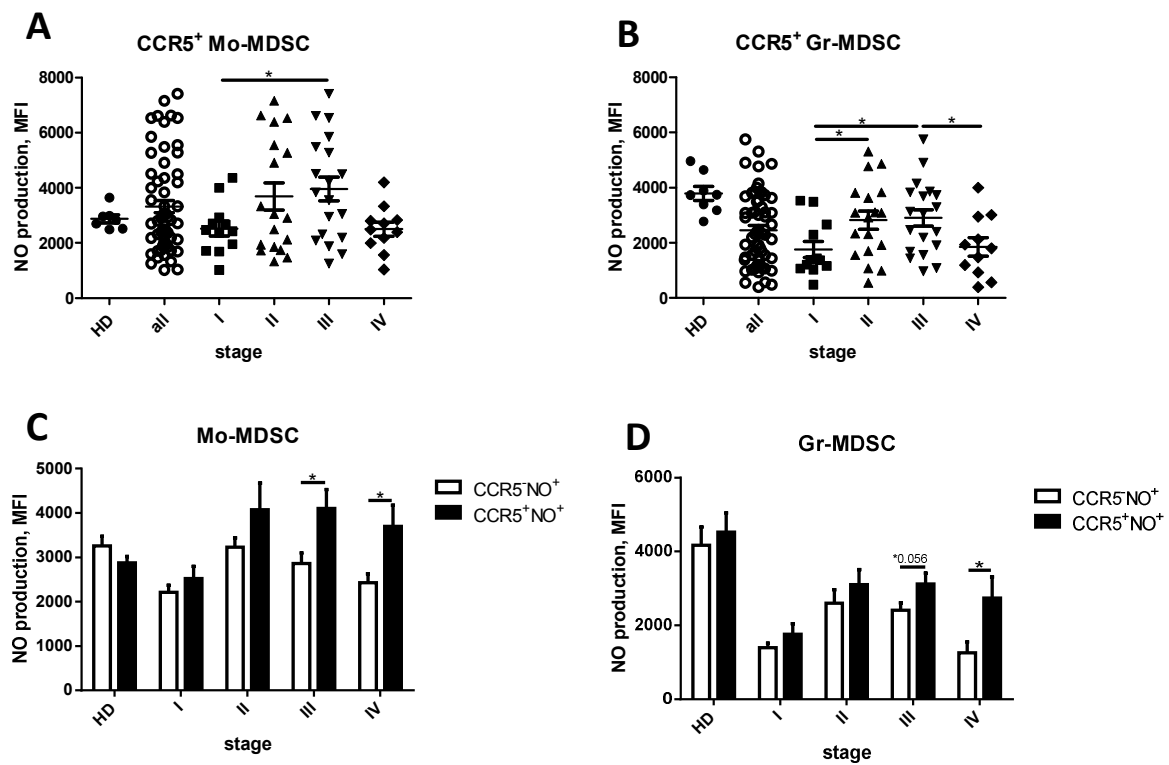 A
CCR5⁺ Mo-MDSC
NO production, MFI
8000
6000
4000
2000
0
*
HD
all
I
II
III
IV
stage
B
CCR5⁺ Gr-MDSC
NO production, MFI
8000
6000
4000
2000
0
*
*
*
HD
all
I
II
III
IV
stage
C
Mo-MDSC
NO production, MFI
5000
4000
3000
2000
1000
0
*
*
HD
I
II
III
IV
stage
CCR5⁻NO⁺
CCR5⁺NO⁺
D
Gr-MDSC
NO production, MFI
6000
4000
2000
0
*0.056
*
HD
I
II
III
IV
stage
CCR5⁻NO⁺
CCR5⁺NO⁺